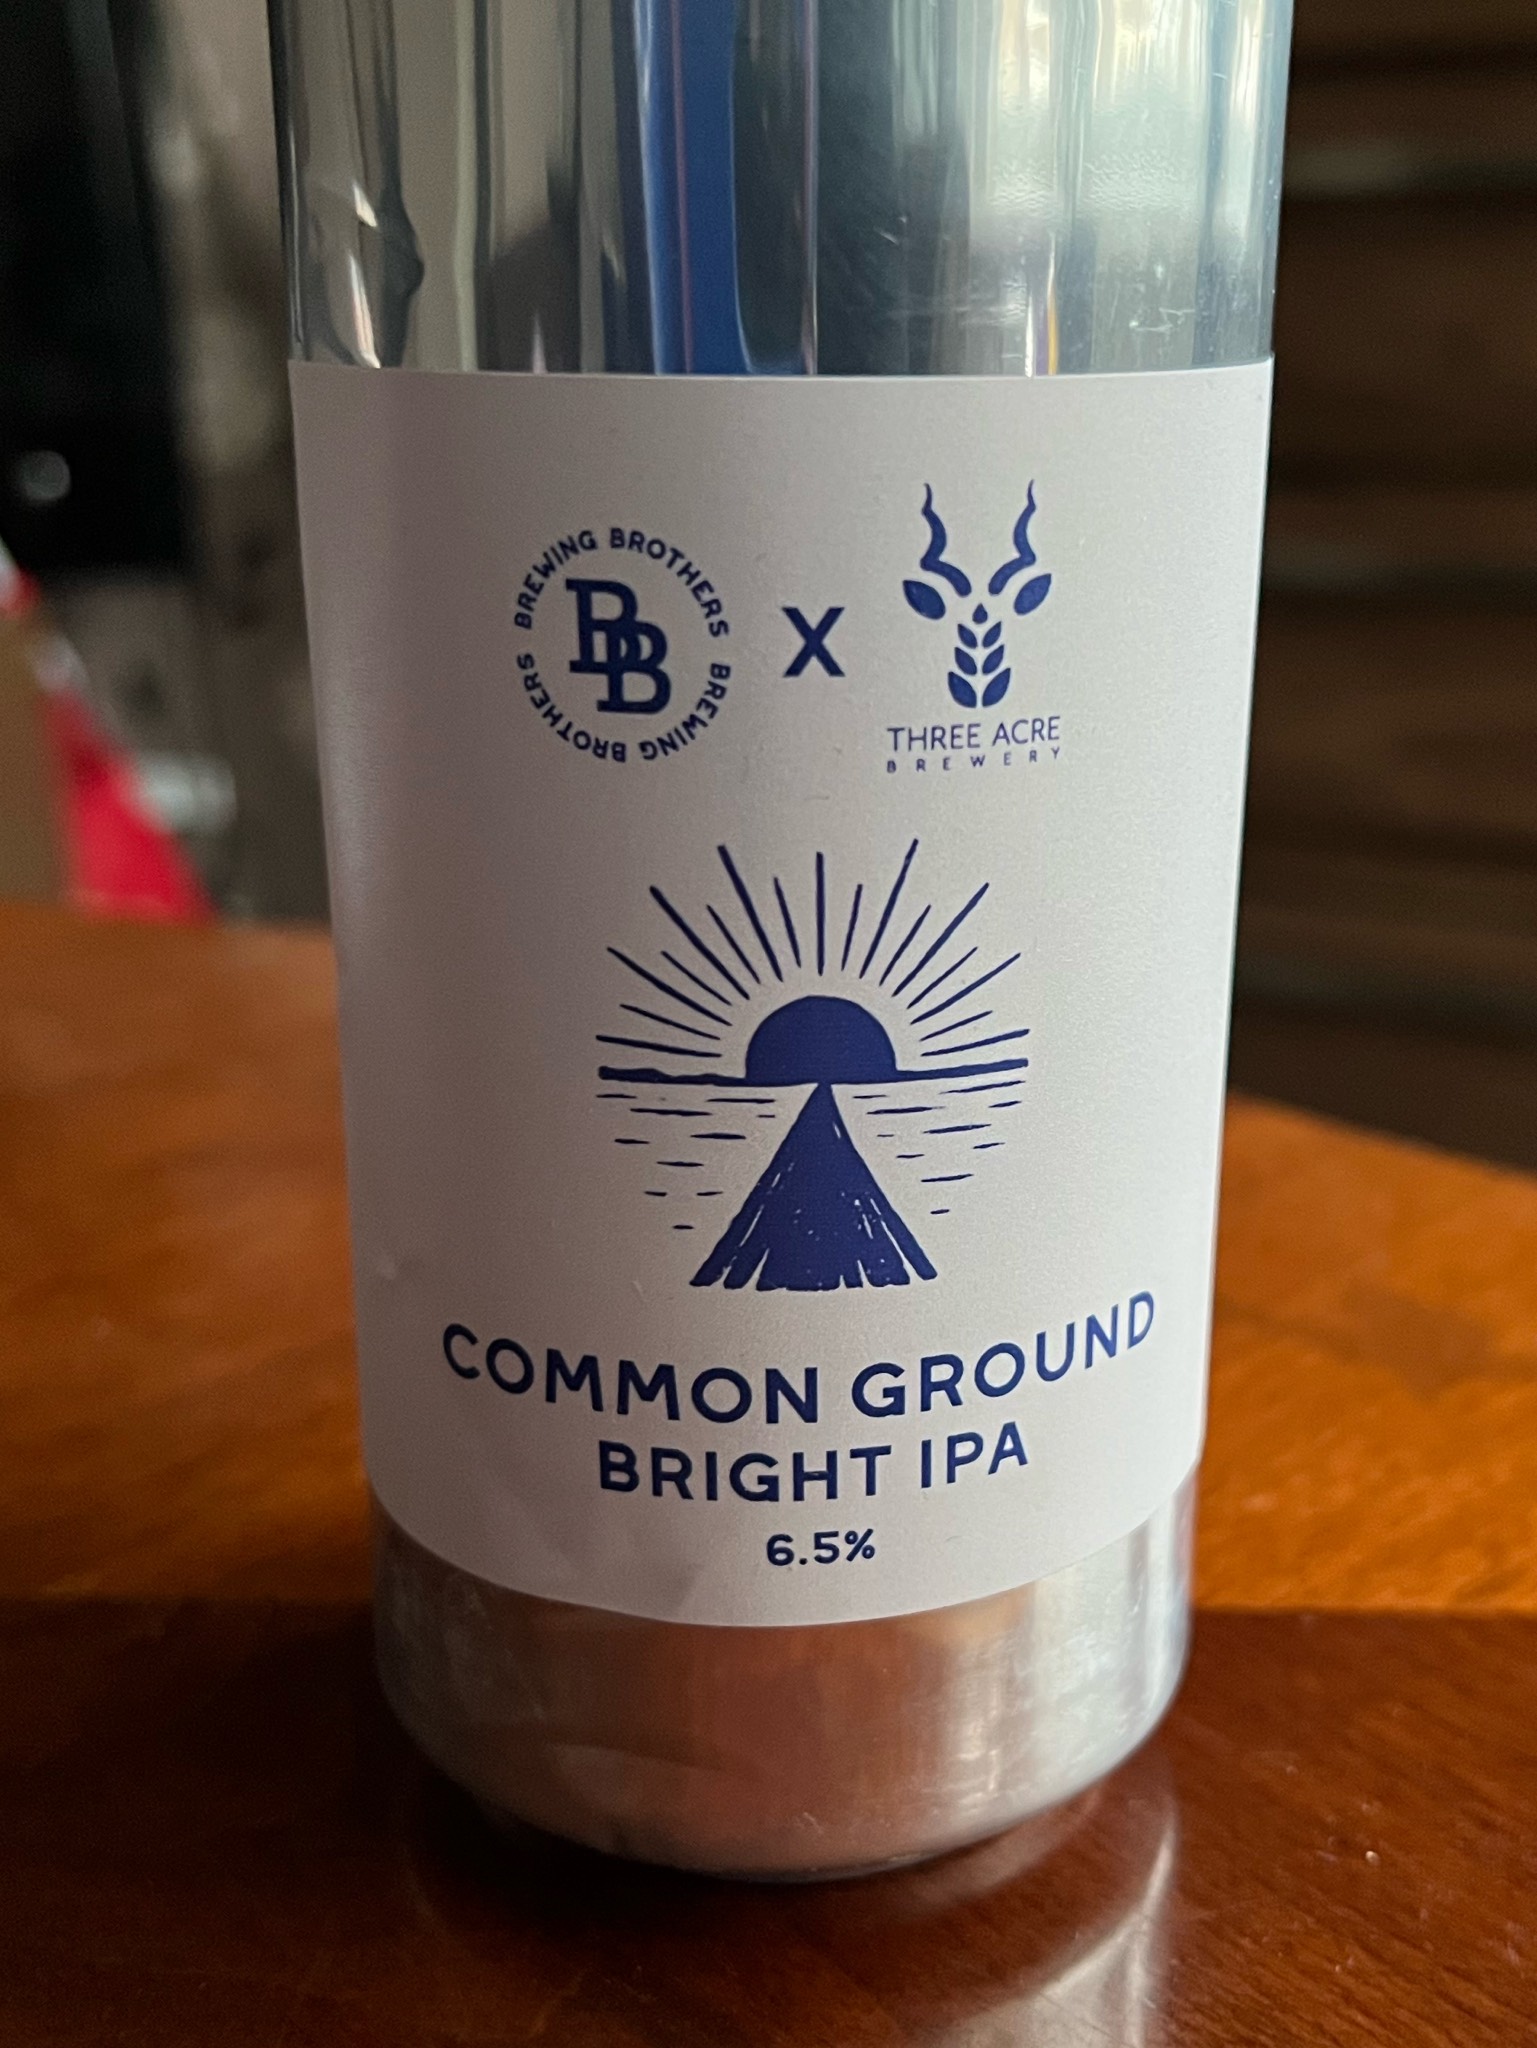 BREWING BROTHERS BREWING BROTHERS
BB
X
THREE ACRE
BREWERY
COMMON GROUND
BRIGHT IPA
6.5%